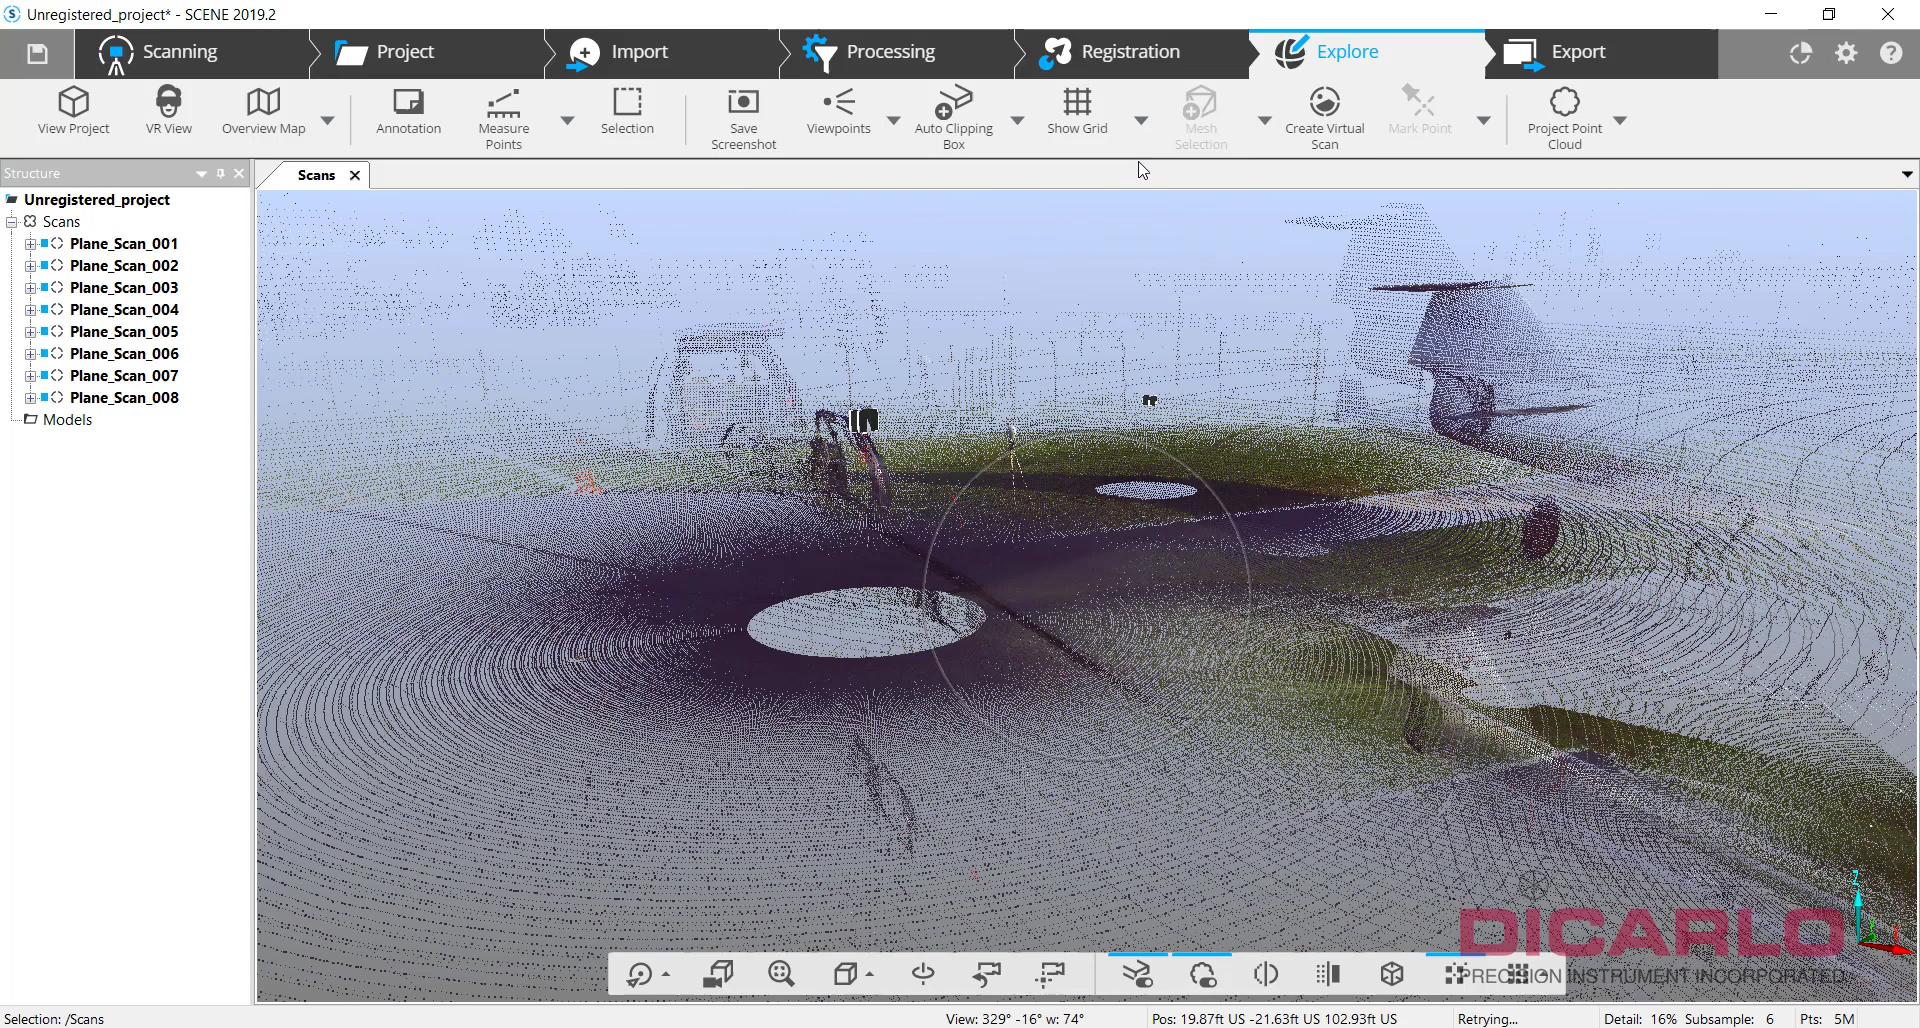 Unregistered_project* - SCENE 2019.2
Scanning
Project
Import
Processing
Registration
Explore
Export
View Project
VR View
Overview Map
Annotation
Measure
Points
Selection
Save
Screenshot
Viewpoints
Auto Clipping
Box
Show Grid
Mesh
Selection
Create Virtual
Scan
Mark Point
Project Point
Cloud
Structure
Scans
Unregistered_project
Scans
Plane_Scan_001
Plane_Scan_002
Plane_Scan_003
Plane_Scan_004
Plane_Scan_005
Plane_Scan_006
Plane_Scan_007
Plane_Scan_008
Models
Z
DICARLO
PRECISION INSTRUMENT INCORPORATED
Selection: /Scans
View: 329° -16° w: 74°
Pos: 19.87ft US -21.63ft US 102.93ft US
Retrying...
Detail: 16% Subsample: 6
Pts: 5M